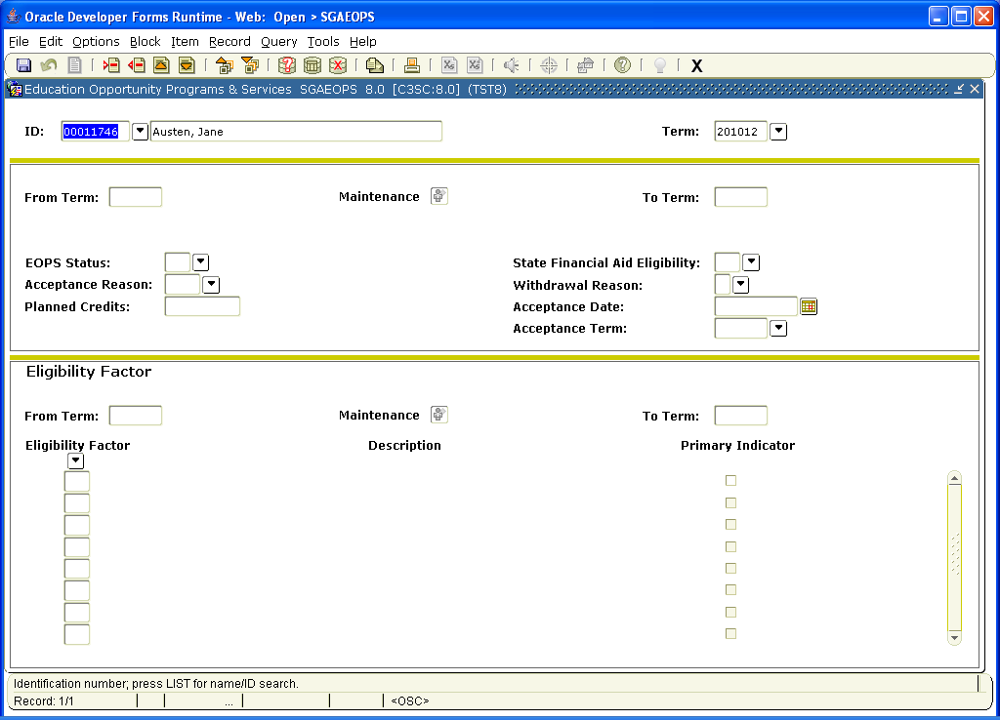 Oracle Developer Forms Runtime - Web: Open > SGAEOPS
File Edit Options Block Item Record Query Tools Help
X
Education Opportunity Programs & Services SGAEOPS 8.0 [C3SC:8.0] (TST8)
ID: 00011746 Austen, Jane Term: 201012
From Term: Maintenance To Term:
EOPS Status: State Financial Aid Eligibility:
Acceptance Reason: Withdrawal Reason:
Planned Credits: Acceptance Date:
Acceptance Term:
Eligibility Factor
From Term: Maintenance To Term:
Eligibility Factor Description Primary Indicator
Identification number; press LIST for name/ID search.
Record: 1/1 ... <OSC>